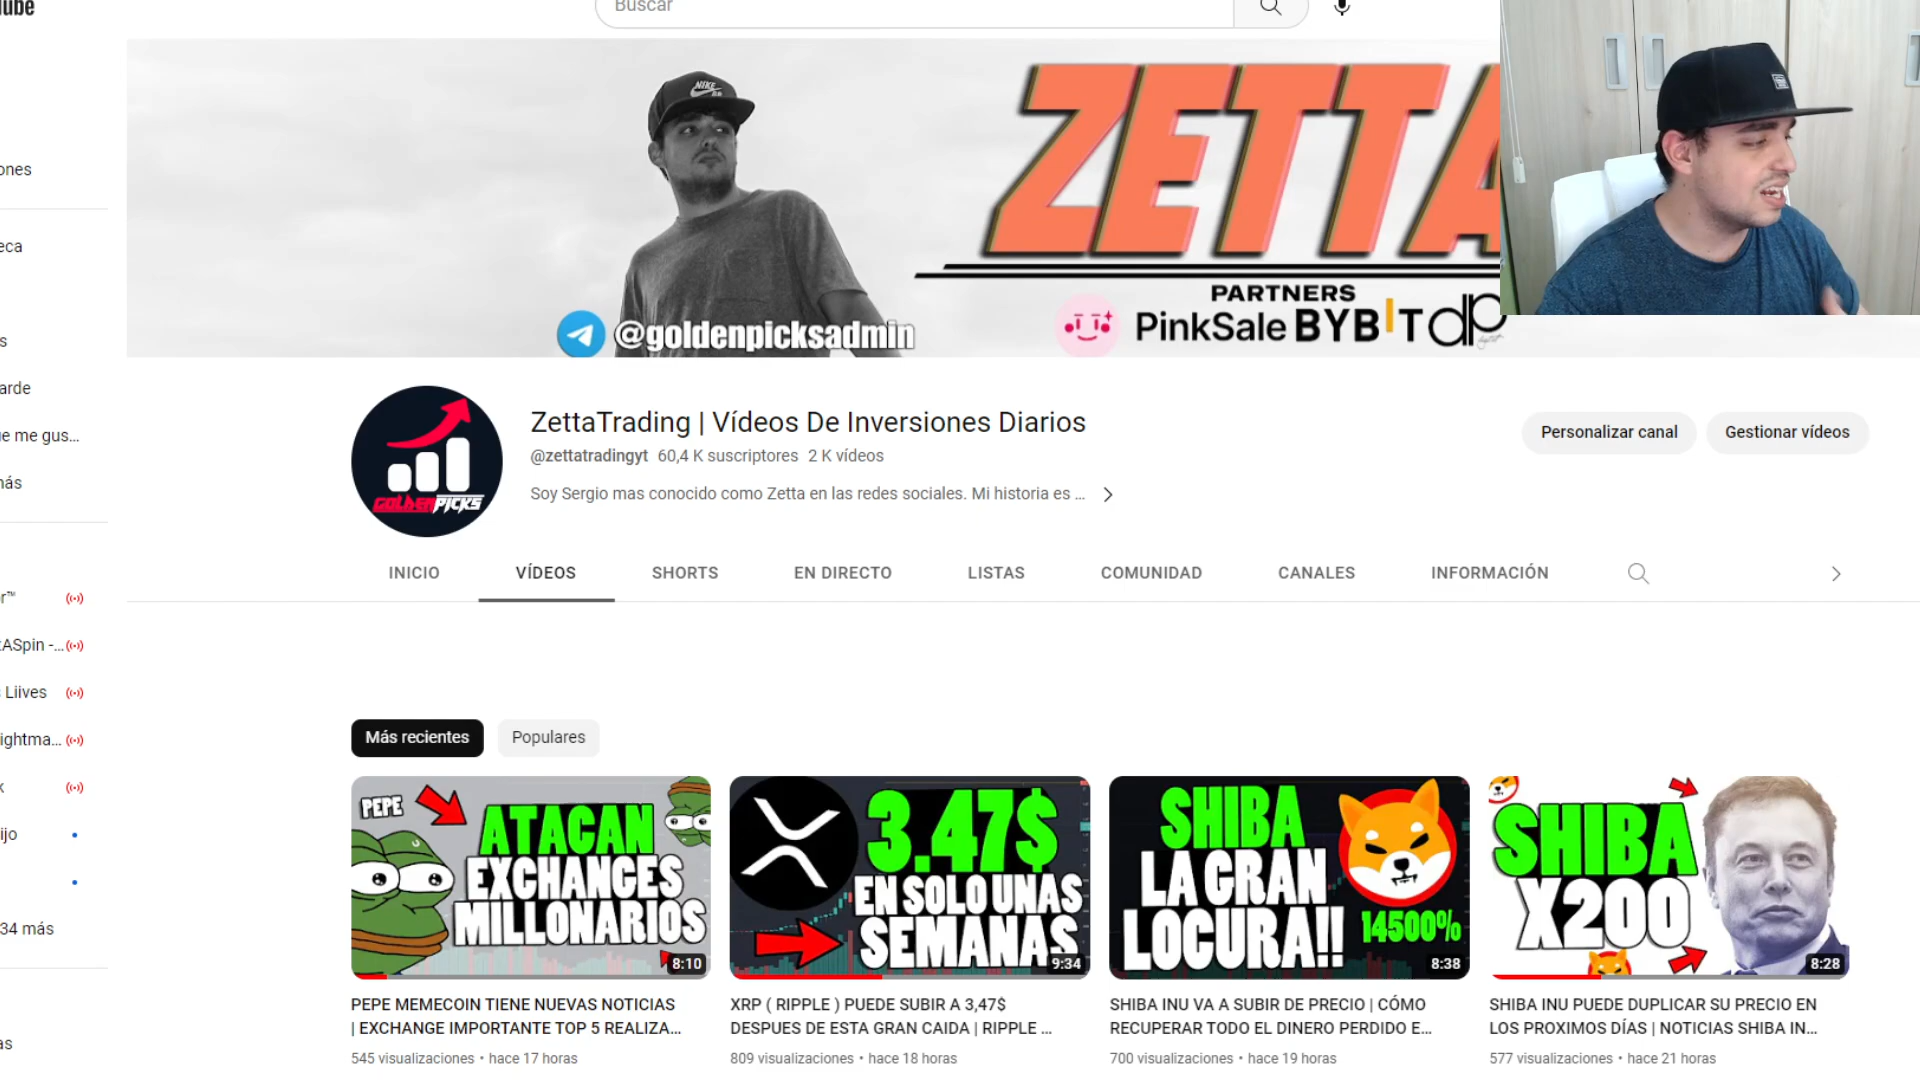 Tube
Buscar
NIKE
ZETTA
PARTNERS
PinkSale BYBIT dp
@goldenpicksadmin
GOLDENPICKS
ZettaTrading | Vídeos De Inversiones Diarios
@zettatradingyt 60,4 K suscriptores 2 K vídeos
Soy Sergio mas conocido como Zetta en las redes sociales. Mi historia es ...
Personalizar canal
Gestionar vídeos
INICIO VÍDEOS SHORTS EN DIRECTO LISTAS COMUNIDAD CANALES INFORMACIÓN
ones
eca
s
arde
e me gus...
nás
r™
ASpin -...
Liives
ightma...
ijo
34 más
as
Más recientes
Populares
PEPE
ATACAN
EXCHANGES
MILLONARIOS
8:10
PEPE MEMECOIN TIENE NUEVAS NOTICIAS
| EXCHANGE IMPORTANTE TOP 5 REALIZA...
545 visualizaciones • hace 17 horas
3.47$
EN SOLO UNAS
SEMANAS
9:34
XRP ( RIPPLE ) PUEDE SUBIR A 3,47$
DESPUES DE ESTA GRAN CAIDA | RIPPLE ...
809 visualizaciones • hace 18 horas
SHIBA
LA GRAN
LOCURA!!
14500%
8:38
SHIBA INU VA A SUBIR DE PRECIO | CÓMO
RECUPERAR TODO EL DINERO PERDIDO E...
700 visualizaciones • hace 19 horas
SHIBA
X200
8:28
SHIBA INU PUEDE DUPLICAR SU PRECIO EN
LOS PROXIMOS DÍAS | NOTICIAS SHIBA IN...
577 visualizaciones • hace 21 horas